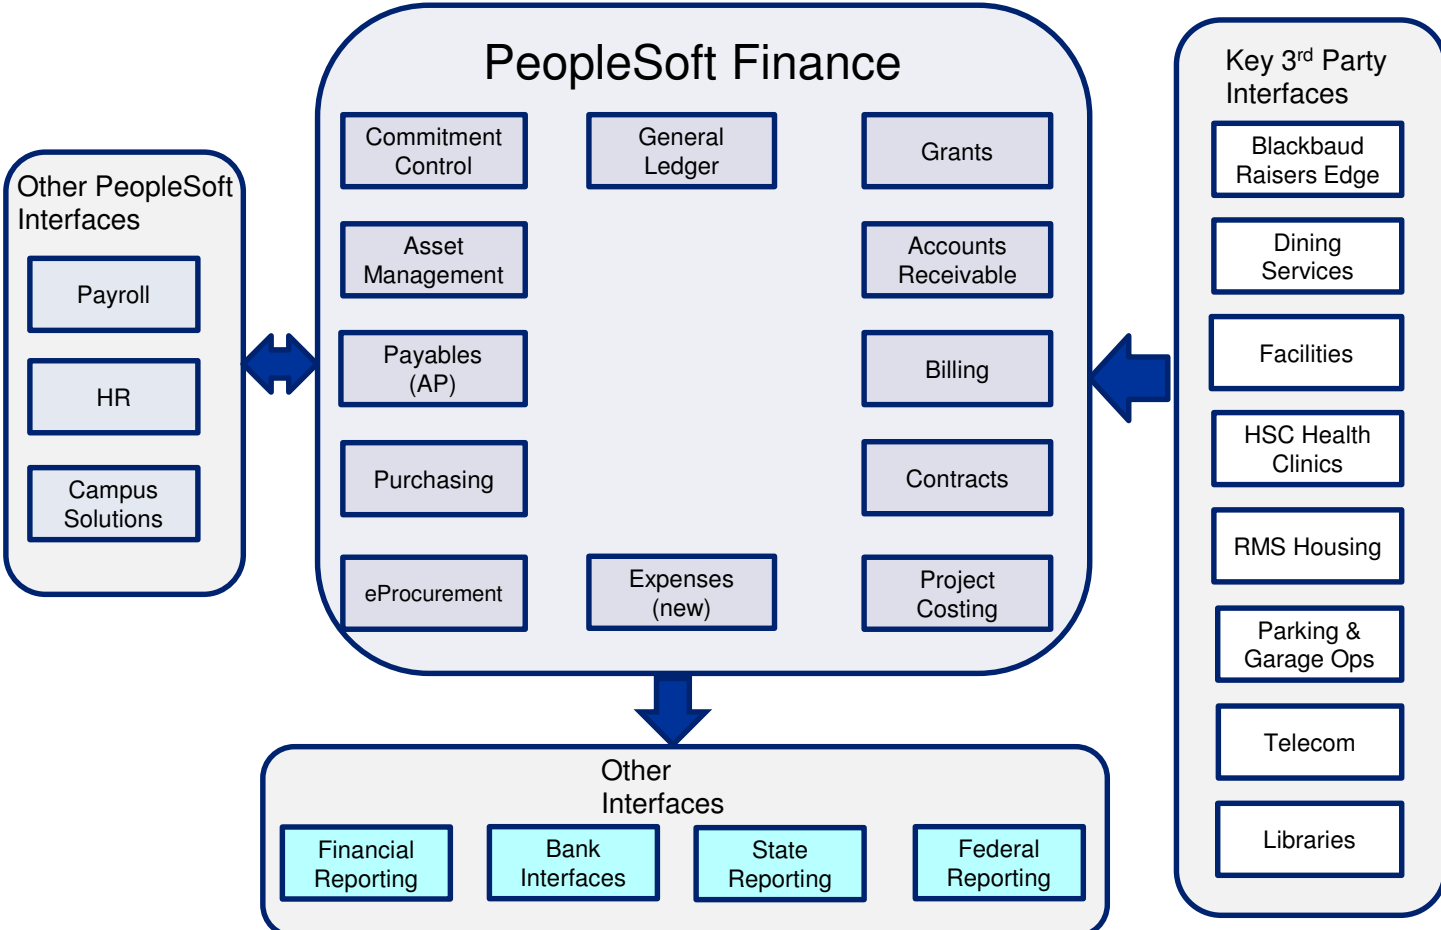 PeopleSoft Finance
Commitment
Control
General
Ledger
Grants
Asset
Management
Accounts
Receivable
Payables
(AP)
Billing
Purchasing
Contracts
eProcurement
Expenses
(new)
Project
Costing
Other PeopleSoft
Interfaces
Payroll
HR
Campus
Solutions
Key 3rd Party
Interfaces
Blackbaud
Raisers Edge
Dining
Services
Facilities
HSC Health
Clinics
RMS Housing
Parking &
Garage Ops
Telecom
Libraries
Other
Interfaces
Financial
Reporting
Bank
Interfaces
State
Reporting
Federal
Reporting